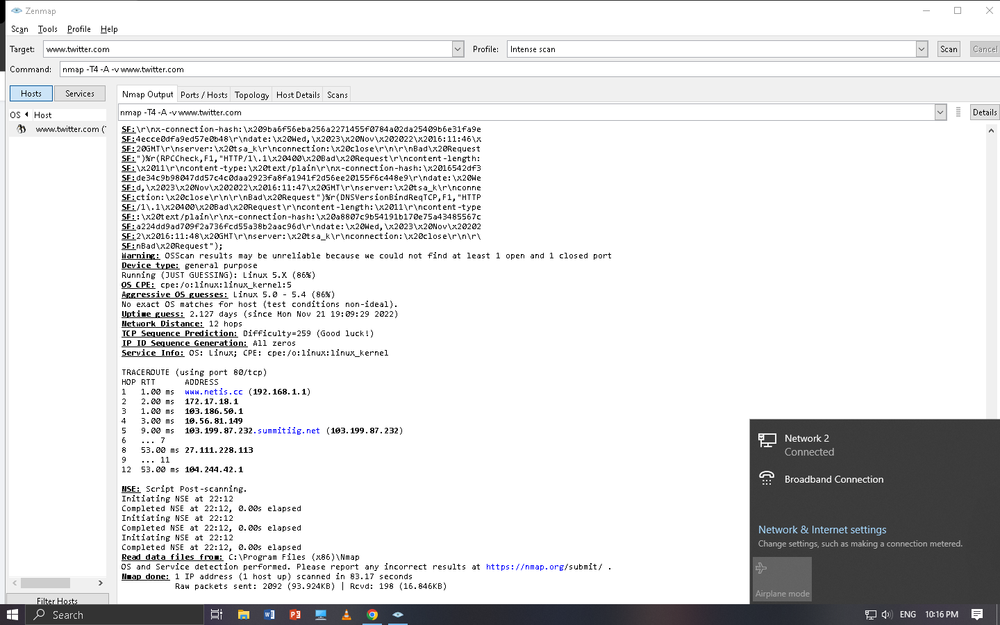 Zenmap
Scan Tools Profile Help
Target: www.twitter.com Profile: Intense scan Scan Cancel
Command: nmap -T4 -A -v www.twitter.com
Hosts Services
OS Host
www.twitter.com (
Nmap Output Ports / Hosts Topology Host Details Scans
nmap -T4 -A -v www.twitter.com Details
SF:\r\nx-connection-hash:\x209ba6f56eba256a2271455f0784a02da25409b6e31fa9e
SF:4ecce0dfa9ed57e0b48\r\ndate:\x20Wed,\x2023\x20Nov\x202022\x2016:11:46\x
SF:20GMT\r\nserver:\x20tsa_k\r\nconnection:\x20close\r\n\r\nBad\x20Request
SF:")%r(RPCCheck,F1,"HTTP/1\.1\x20400\x20Bad\x20Request\r\ncontent-length:
SF:\x2011\r\ncontent-type:\x20text/plain\r\nx-connection-hash:\x2016542df3
SF:de34c9b98047dd57c4c0daa2923fa8fa1941f2d56ee20155f6c448e9\r\ndate:\x20We
SF:d,\x2023\x20Nov\x202022\x2016:11:47\x20GMT\r\nserver:\x20tsa_k\r\nconne
SF:ction:\x20close\r\n\r\nBad\x20Request")%r(DNSVersionBindReqTCP,F1,"HTTP
SF:/1\.1\x20400\x20Bad\x20Request\r\ncontent-length:\x2011\r\ncontent-type
SF::\x20text/plain\r\nx-connection-hash:\x20a8807c9b54191b170e75a43485567c
SF:a224dd9ad709f2a736fcd55a38b2aac96d\r\ndate:\x20Wed,\x2023\x20Nov\x20202
SF:2\x2016:11:48\x20GMT\r\nserver:\x20tsa_k\r\nconnection:\x20close\r\n\r\
SF:nBad\x20Request");
Warning: OSScan results may be unreliable because we could not find at least 1 open and 1 closed port
Device type: general purpose
Running (JUST GUESSING): Linux 5.X (86%)
OS CPE: cpe:/o:linux:linux_kernel:5
Aggressive OS guesses: Linux 5.0 - 5.4 (86%)
No exact OS matches for host (test conditions non-ideal).
Uptime guess: 2.127 days (since Mon Nov 21 19:09:29 2022)
Network Distance: 12 hops
TCP Sequence Prediction: Difficulty=259 (Good luck!)
IP ID Sequence Generation: All zeros
Service Info: OS: Linux; CPE: cpe:/o:linux:linux_kernel
TRACEROUTE (using port 80/tcp)
HOP RTT ADDRESS
1 1.00 ms www.netis.cc (192.168.1.1)
2 2.00 ms 172.17.18.1
3 1.00 ms 103.186.50.1
4 3.00 ms 10.56.81.149
5 9.00 ms 103.199.87.232.summitiig.net (103.199.87.232)
6 ... 7
8 53.00 ms 27.111.228.113
9 ... 11
12 53.00 ms 104.244.42.1
NSE: Script Post-scanning.
Initiating NSE at 22:12
Completed NSE at 22:12, 0.00s elapsed
Initiating NSE at 22:12
Completed NSE at 22:12, 0.00s elapsed
Initiating NSE at 22:12
Completed NSE at 22:12, 0.00s elapsed
Read data files from: C:\Program Files (x86)\Nmap
OS and Service detection performed. Please report any incorrect results at https://nmap.org/submit/ .
Nmap done: 1 IP address (1 host up) scanned in 83.17 seconds
Raw packets sent: 2092 (93.924KB) | Rcvd: 198 (16.846KB)
Filter Hosts
Network 2
Connected
Broadband Connection
Network & Internet settings
Change settings, such as making a connection metered.
Airplane mode
Search
ENG 10:16 PM